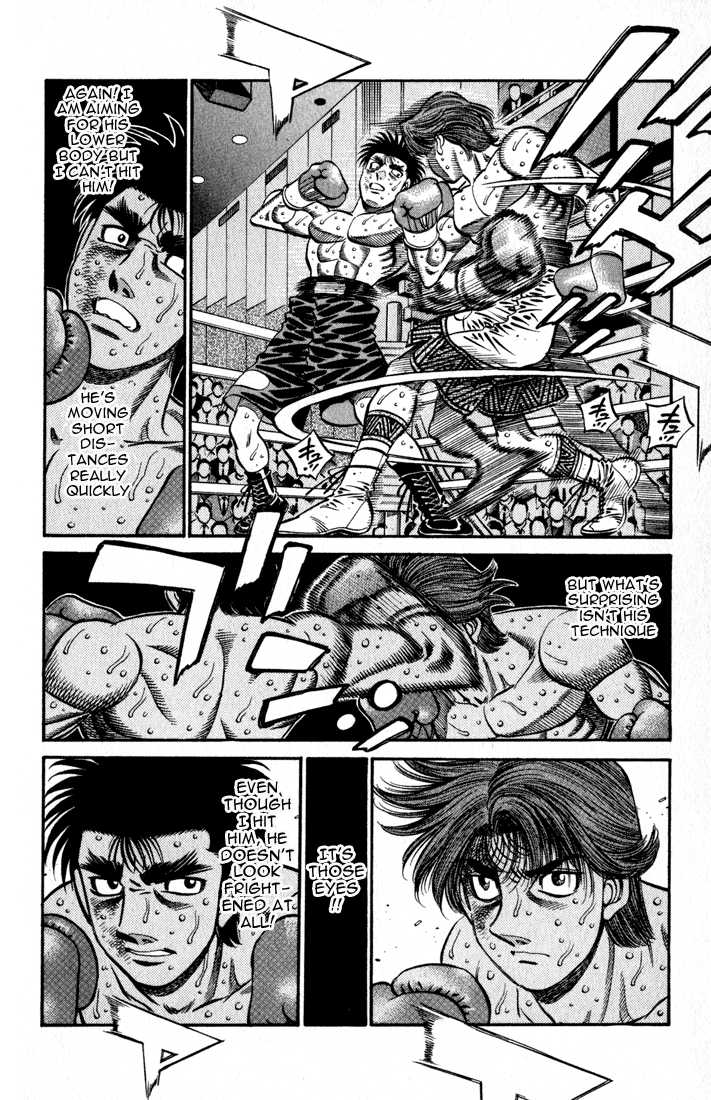 AGAIN! I
AM AIMING
FOR HIS
LOWER
BODY BUT
I CAN'T HIT
HIM!
HE'S
MOVING
SHORT
DIS-
TANCES
REALLY
QUICKLY
BUT WHAT'S
SURPRISING
ISN'T HIS
TECHNIQUE
IT'S
THOSE
EYES
!!
EVEN
THOUGH
I HIT
HIM, HE
DOESN'T
LOOK
FRIGHT-
ENED AT
ALL!